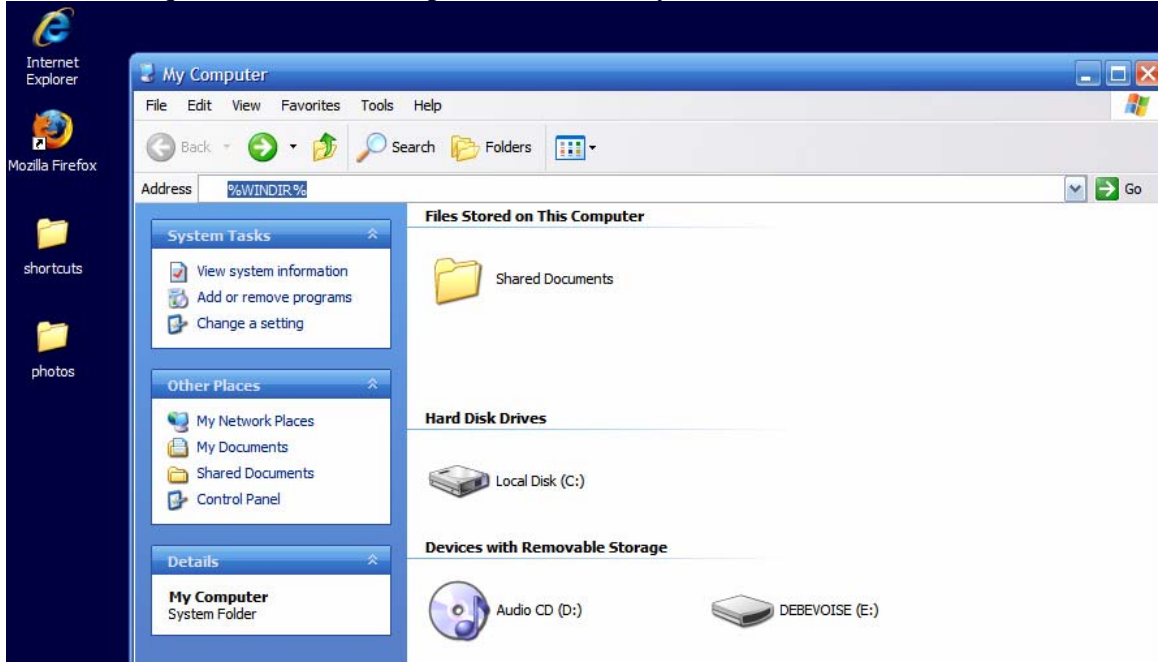 Internet
Explorer
Mozilla Firefox
shortcuts
photos
My Computer
File Edit View Favorites Tools Help
Back Search Folders
Address %WINDIR% Go
System Tasks
View system information
Add or remove programs
Change a setting
Other Places
My Network Places
My Documents
Shared Documents
Control Panel
Details
My Computer
System Folder
Files Stored on This Computer
Shared Documents
Hard Disk Drives
Local Disk (C:)
Devices with Removable Storage
Audio CD (D:) DEBEVOISE (E:)